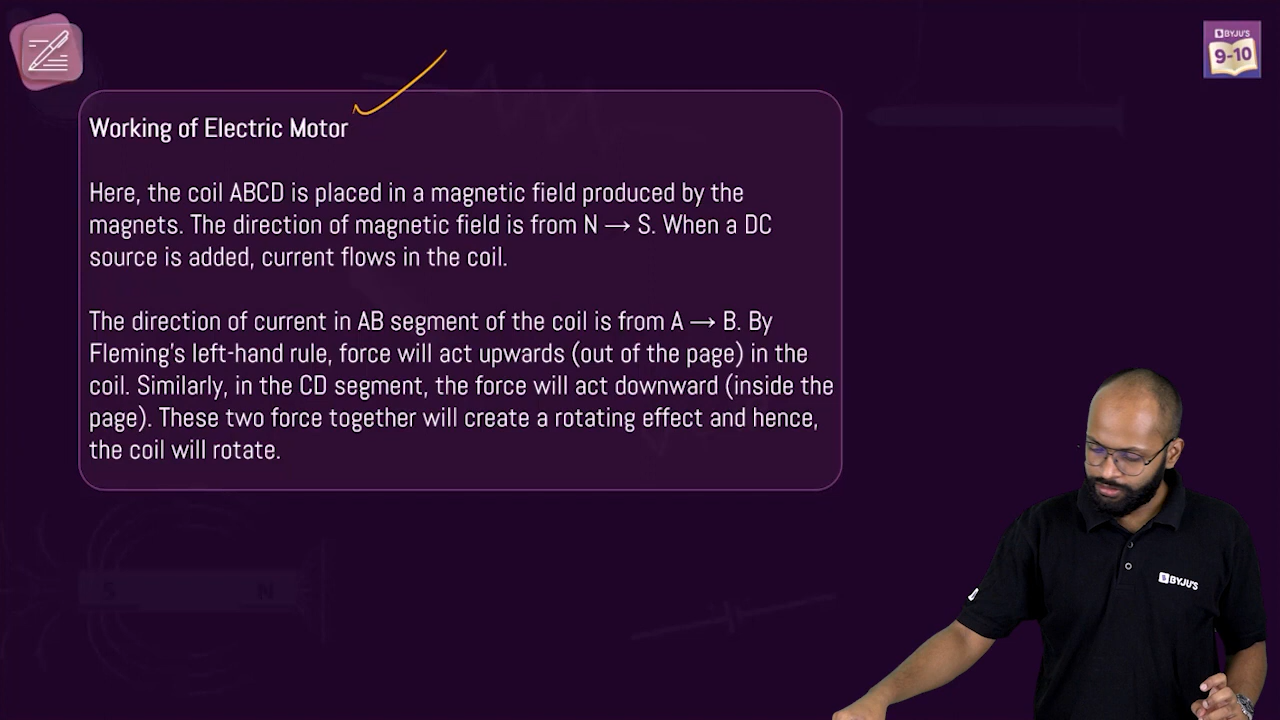 BYJU'S
9-10
Working of Electric Motor
Here, the coil ABCD is placed in a magnetic field produced by the
magnets. The direction of magnetic field is from N → S. When a DC
source is added, current flows in the coil.
The direction of current in AB segment of the coil is from A → B. By
Fleming's left-hand rule, force will act upwards (out of the page) in the
coil. Similarly, in the CD segment, the force will act downward (inside the
page). These two force together will create a rotating effect and hence,
the coil will rotate.
BYJU'S
S N